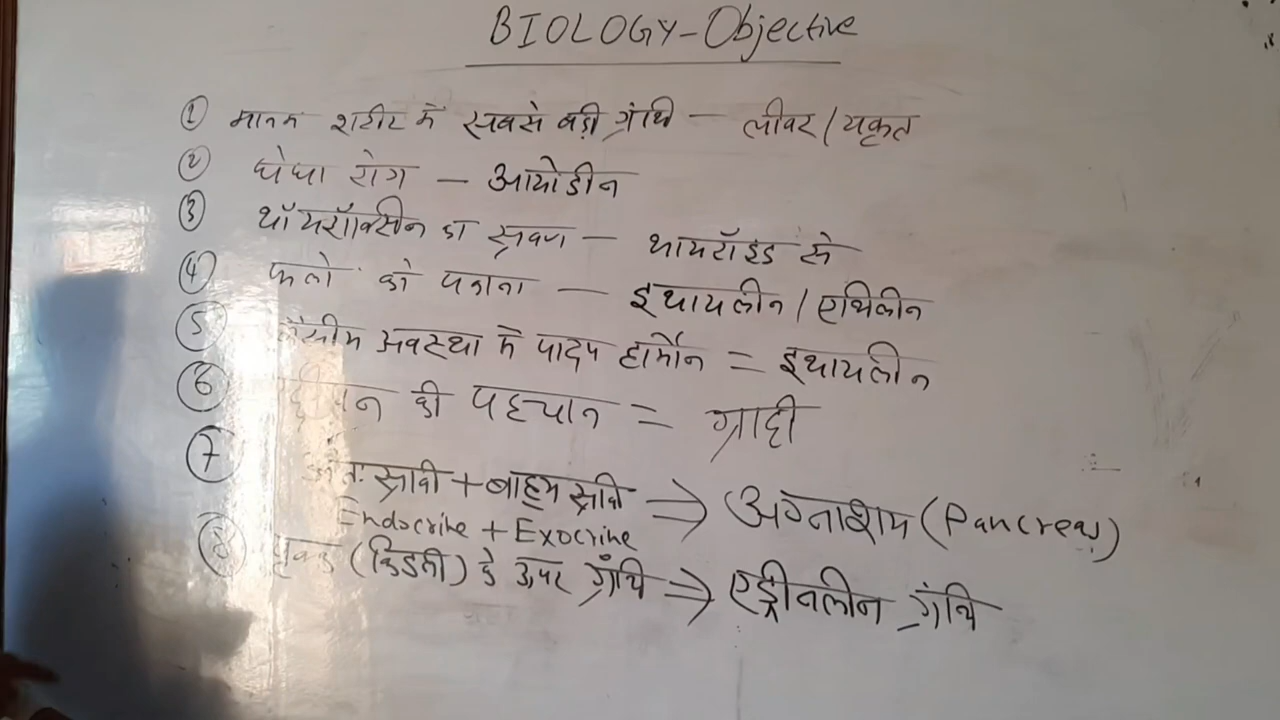 BIOLOGY-Objective
① मानव शरीर में सबसे बड़ी ग्रंथि — लीवर/यकृत
② घेघा रोग — आयोडीन
③ थॉयरॉक्सीन का स्रवण — थायरॉइड से
④ फलो को पकाना — इथायलीन/एथिलीन
⑤ गैसीय अवस्था में पादप हार्मोन = इथायलीन
⑥ की पहचान = ग्राही
⑦ अंतः स्रावी + बाह्य स्रावी ⇒ अग्नाशय (Pancreas)
Endocrine + Exocrine
⑧ वृक्क (किडनी) के ऊपर ग्रंथि ⇒ एड्रीनलीन ग्रंथि